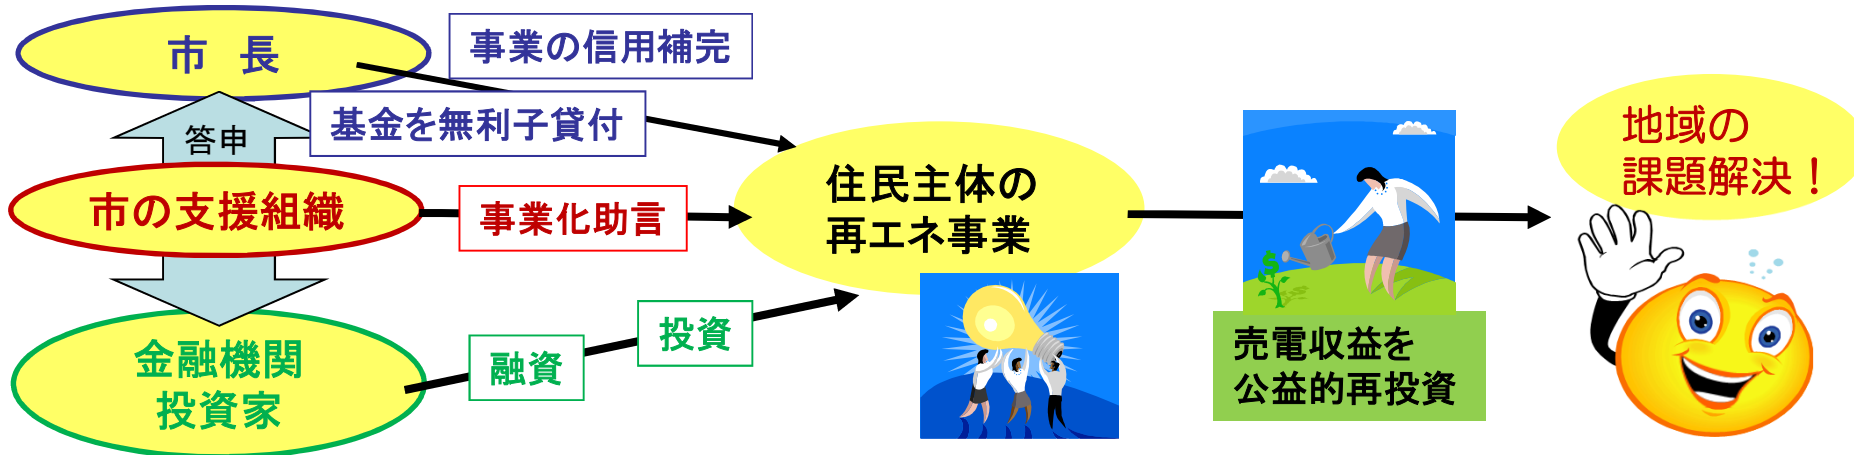 市　長
事業の信用補完
基金を無利子貸付
答申
市の支援組織
事業化助言
金融機関
投資家
融資
投資
住民主体の
再エネ事業
売電収益を
公益的再投資
地域の
課題解決！